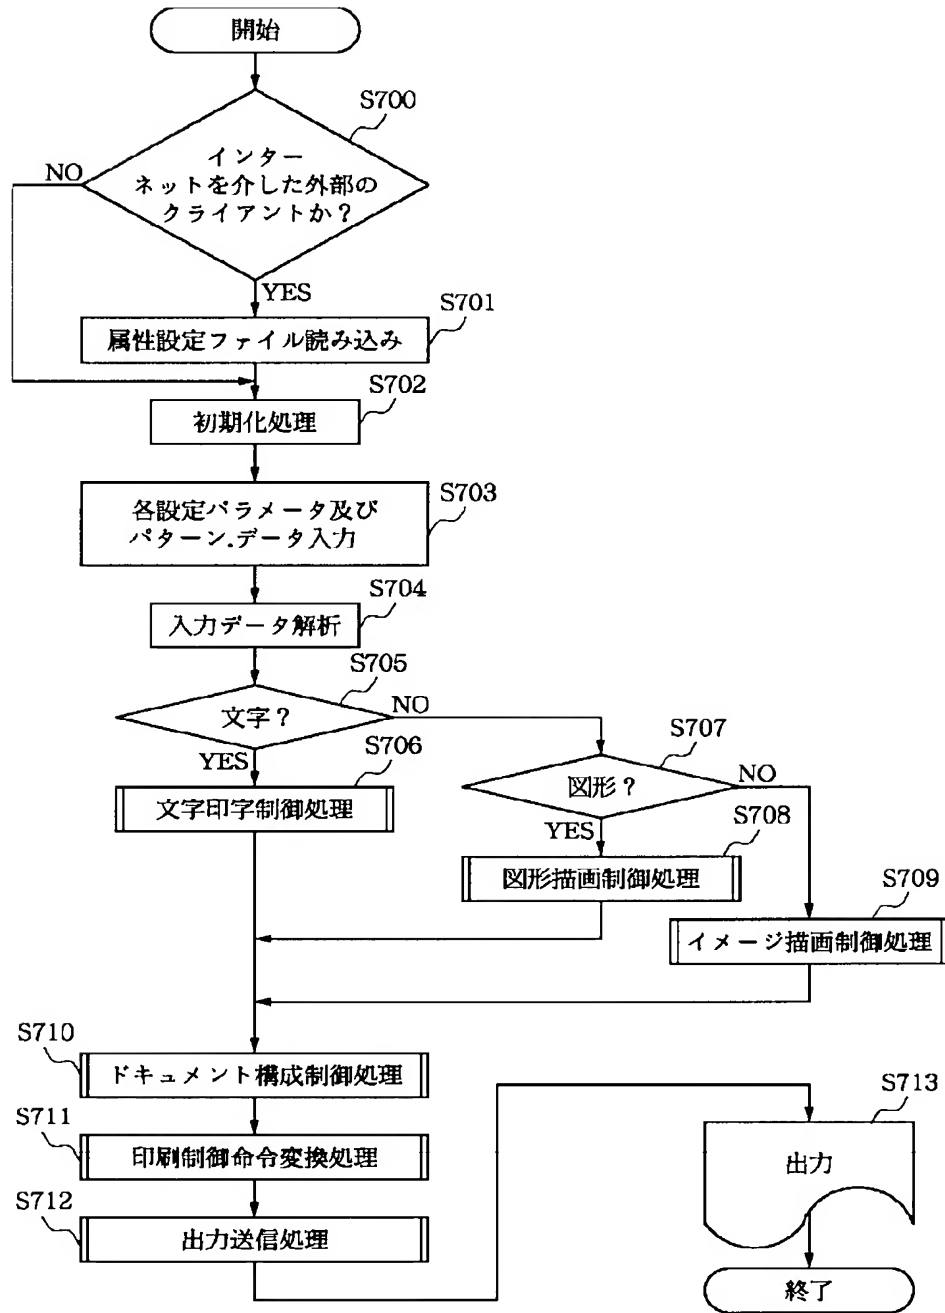 開始
S700
インター
ネットを介した外部の
クライアントか？
NO
YES
S701
属性設定ファイル読み込み
S702
初期化処理
S703
各設定パラメータ及び
パターン.データ入力
S704
入力データ解析
S705
文字？
NO
YES
S706
文字印字制御処理
S707
図形？
NO
YES
S708
図形描画制御処理
S709
イメージ描画制御処理
S710
ドキュメント構成制御処理
S711
印刷制御命令変換処理
S712
出力送信処理
S713
出力
終了